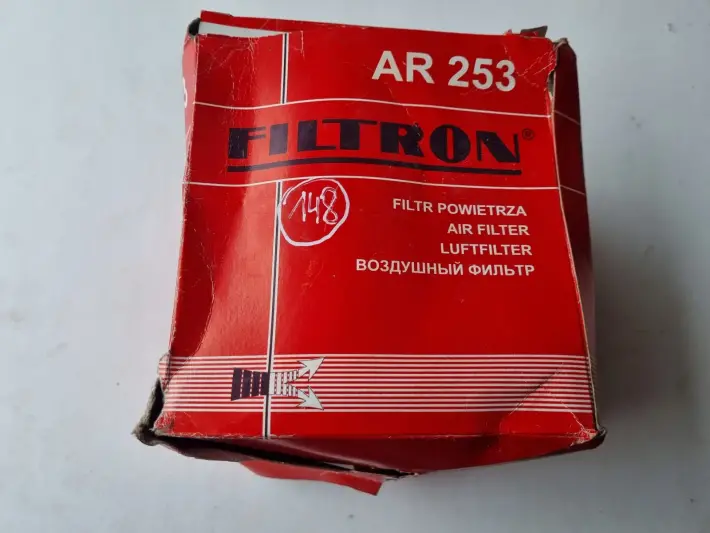 AR 253
FILTRON®
148
FILTR POWIETRZA
AIR FILTER
LUFTFILTER
ВОЗДУШНЫЙ ФИЛЬТР